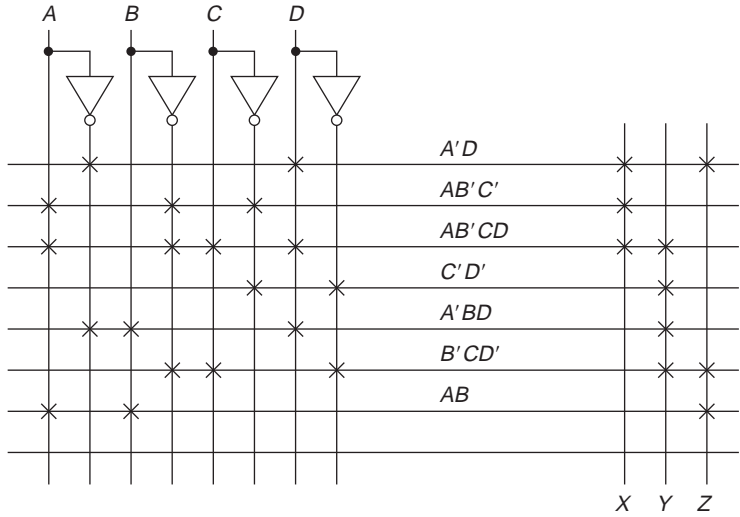 A B C D
A′D
AB′C′
AB′CD
C′D′
A′BD
B′CD′
AB
X Y Z